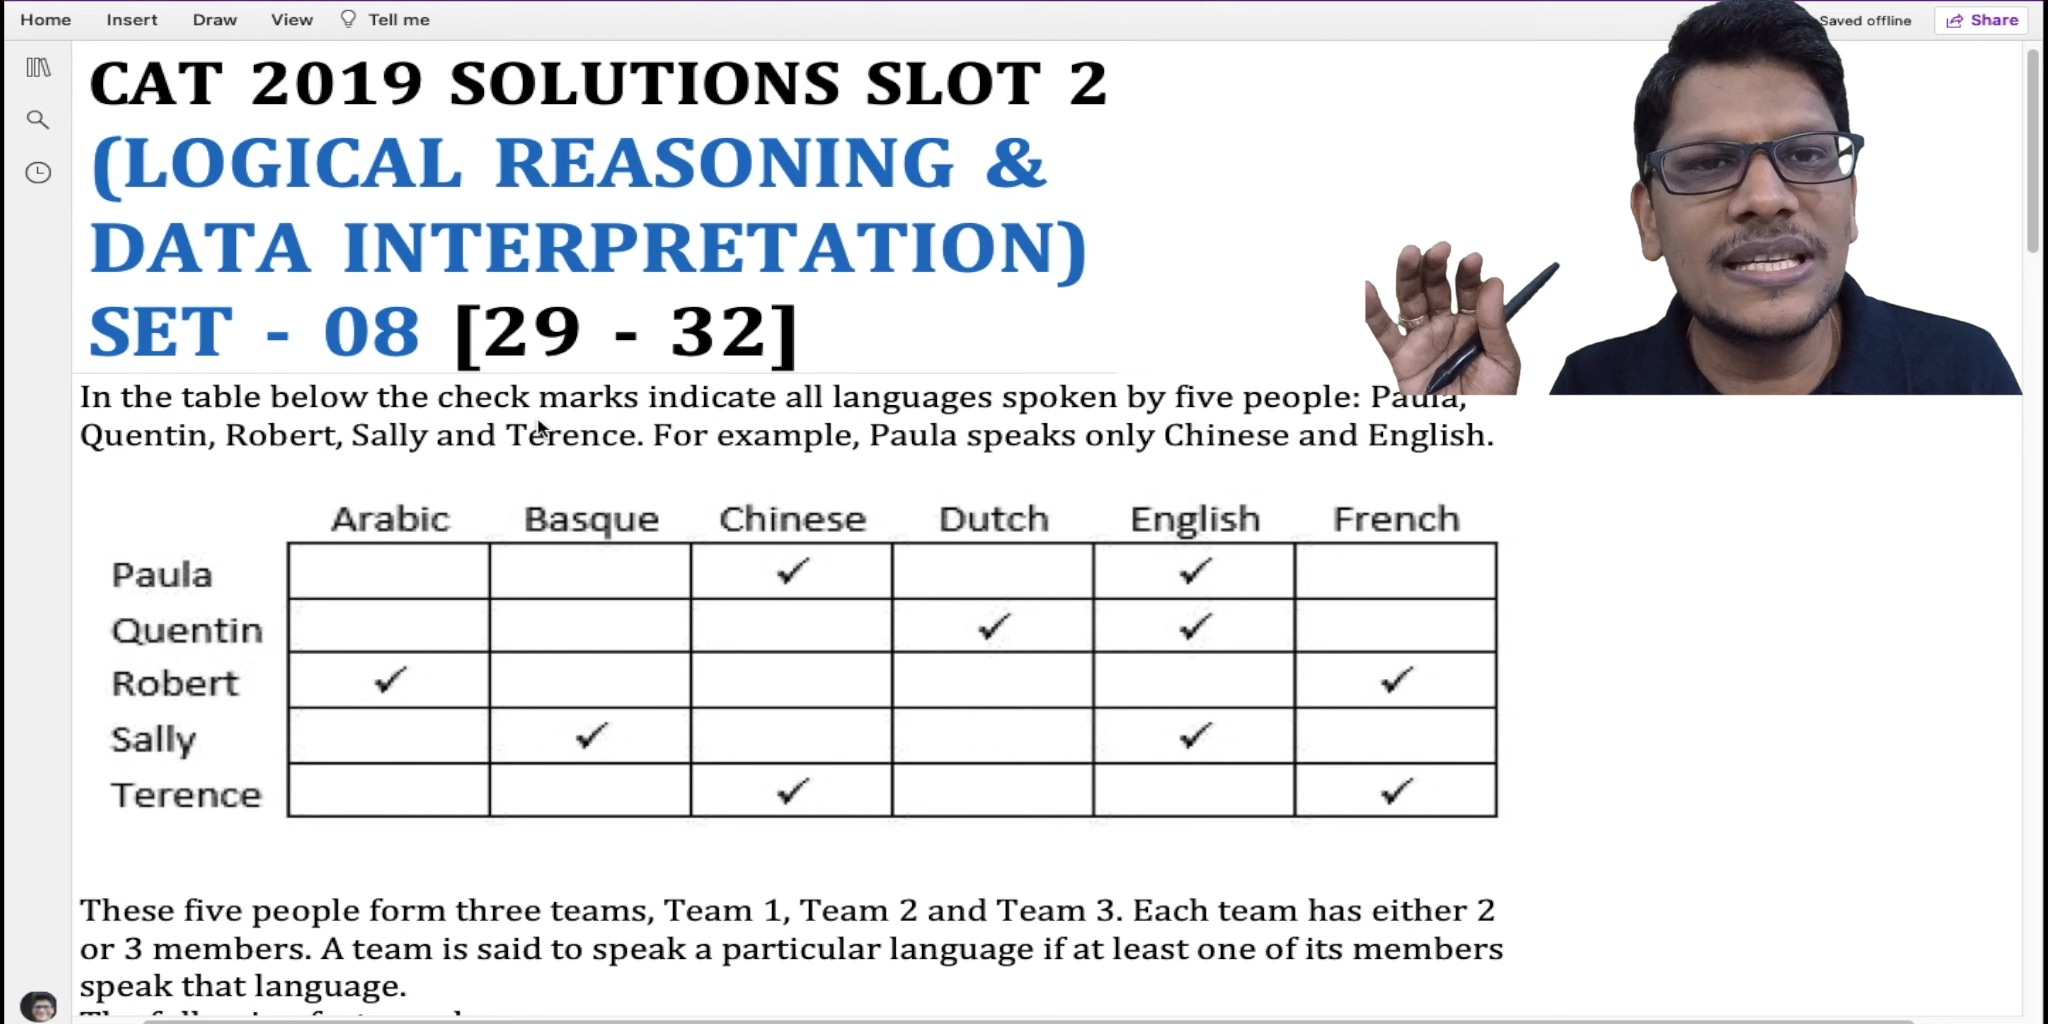 Home Insert Draw View Tell me Saved offline Share
CAT 2019 SOLUTIONS SLOT 2
(LOGICAL REASONING &
DATA INTERPRETATION)
SET - 08 [29 - 32]
In the table below the check marks indicate all languages spoken by five people: Paula,
Quentin, Robert, Sally and Terence. For example, Paula speaks only Chinese and English.
Arabic Basque Chinese Dutch English French
Paula ✓ ✓
Quentin ✓ ✓
Robert ✓ ✓
Sally ✓ ✓
Terence ✓ ✓
These five people form three teams, Team 1, Team 2 and Team 3. Each team has either 2
or 3 members. A team is said to speak a particular language if at least one of its members
speak that language.